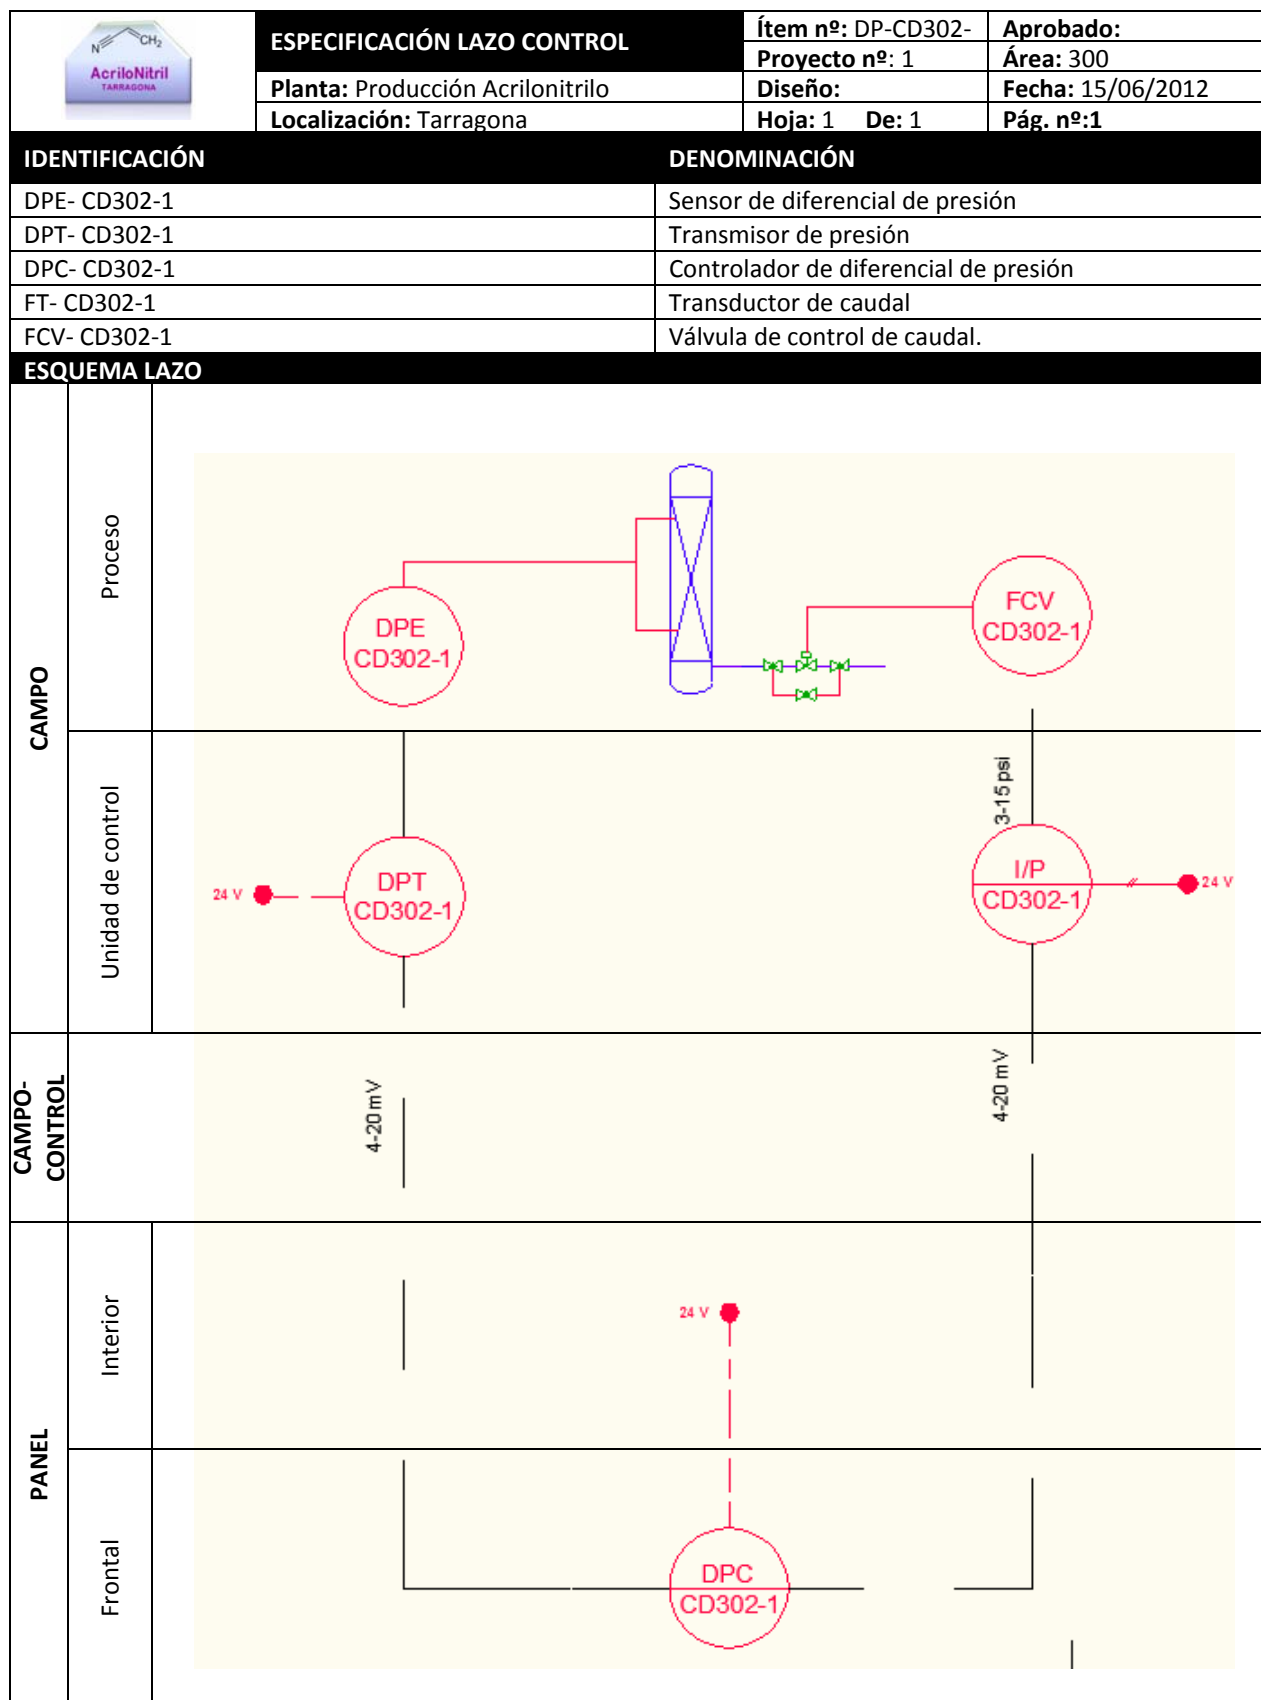 N
CH2
AcriloNitril
TARRAGONA
ESPECIFICACIÓN LAZO CONTROL
Ítem nº: DP-CD302-
Aprobado:
Proyecto nº: 1
Área: 300
Planta: Producción Acrilonitrilo
Diseño:
Fecha: 15/06/2012
Localización: Tarragona
Hoja: 1 De: 1
Pág. nº:1
IDENTIFICACIÓN
DENOMINACIÓN
DPE- CD302-1
Sensor de diferencial de presión
DPT- CD302-1
Transmisor de presión
DPC- CD302-1
Controlador de diferencial de presión
FT- CD302-1
Transductor de caudal
FCV- CD302-1
Válvula de control de caudal.
ESQUEMA LAZO
CAMPO
Proceso
DPE
CD302-1
FCV
CD302-1
Unidad de control
3-15 psi
24 V
DPT
CD302-1
I/P
CD302-1
24 V
CAMPO-
CONTROL
4-20 mV
4-20 mV
PANEL
Interior
24 V
Frontal
DPC
CD302-1